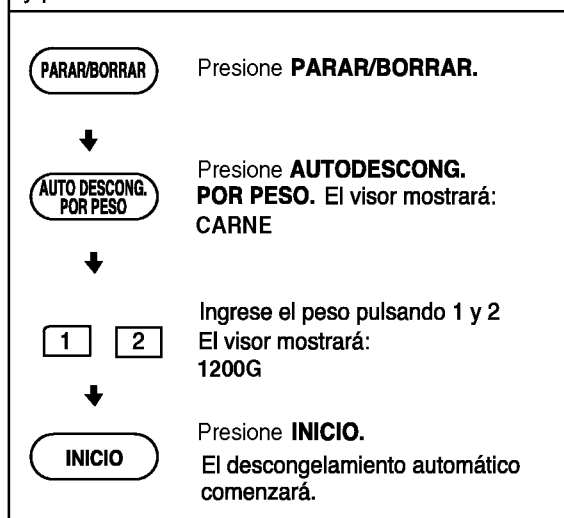 PARAR/BORRAR
Presione PARAR/BORRAR.
AUTO DESCONG.
POR PESO
Presione AUTODESCONG.
POR PESO. El visor mostrará:
CARNE
1 2
Ingrese el peso pulsando 1 y 2
El visor mostrará:
1200G
INICIO
Presione INICIO.
El descongelamiento automático
comenzará.